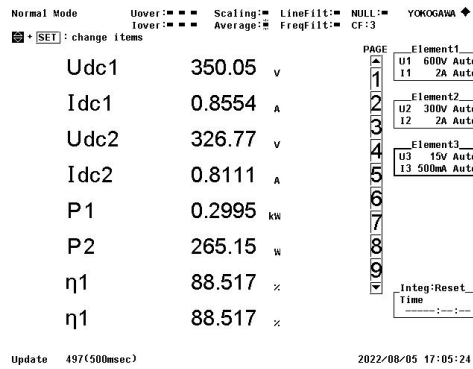 Normal Mode Uover: Scaling: LineFilt: NULL: YOKOGAWA
Iover: Average: FreqFilt: CF:3
+ SET : change items
PAGE
Udc1 350.05 V
Idc1 0.8554 A
Udc2 326.77 V
Idc2 0.8111 A
P1 0.2995 kW
P2 265.15 W
η1 88.517 %
η1 88.517 %
1
2
3
4
5
6
7
8
9
Element1
U1 600V Auto
I1 2A Auto
Element2
U2 300V Auto
I2 2A Auto
Element3
U3 15V Auto
I3 500mA Auto
Integ:Reset
Time
-----:--:--
Update 497(500msec) 2022/08/05 17:05:24